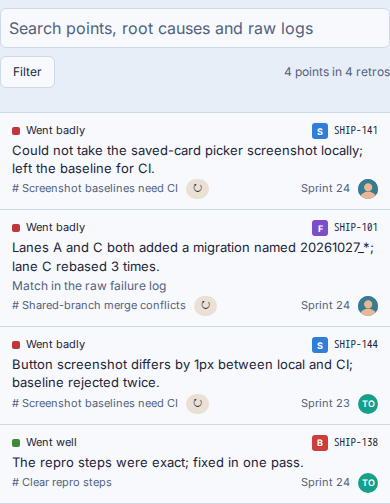 Search points, root causes and raw logs
Filter
4 points in 4 retros
Went badly
S SHIP-141
Could not take the saved-card picker screenshot locally;
left the baseline for CI.
# Screenshot baselines need CI
Sprint 24
Went badly
F SHIP-101
Lanes A and C both added a migration named 20261027_*;
lane C rebased 3 times.
Match in the raw failure log
# Shared-branch merge conflicts
Sprint 24
Went badly
S SHIP-144
Button screenshot differs by 1px between local and CI;
baseline rejected twice.
# Screenshot baselines need CI
Sprint 23 TO
Went well
B SHIP-138
The repro steps were exact; fixed in one pass.
# Clear repro steps
Sprint 24 TO